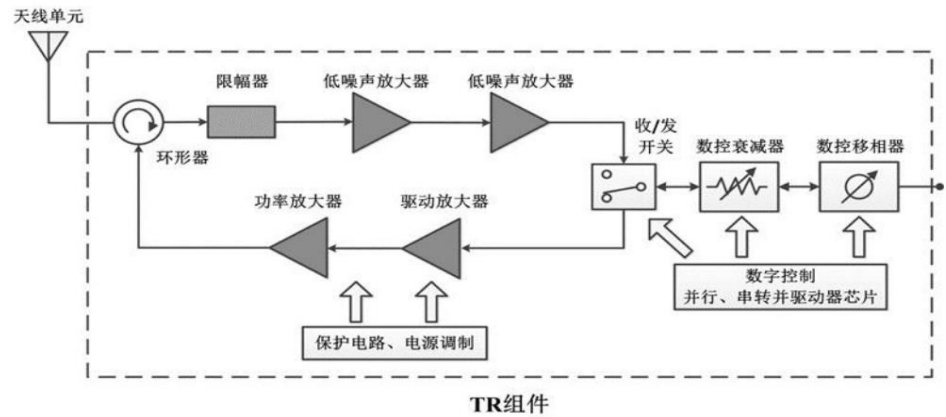 天线单元
限幅器
低噪声放大器
低噪声放大器
收/发
开关
数控衰减器
数控移相器
环形器
功率放大器
驱动放大器
数字控制
并行、串转并驱动器芯片
保护电路、电源调制
TR组件